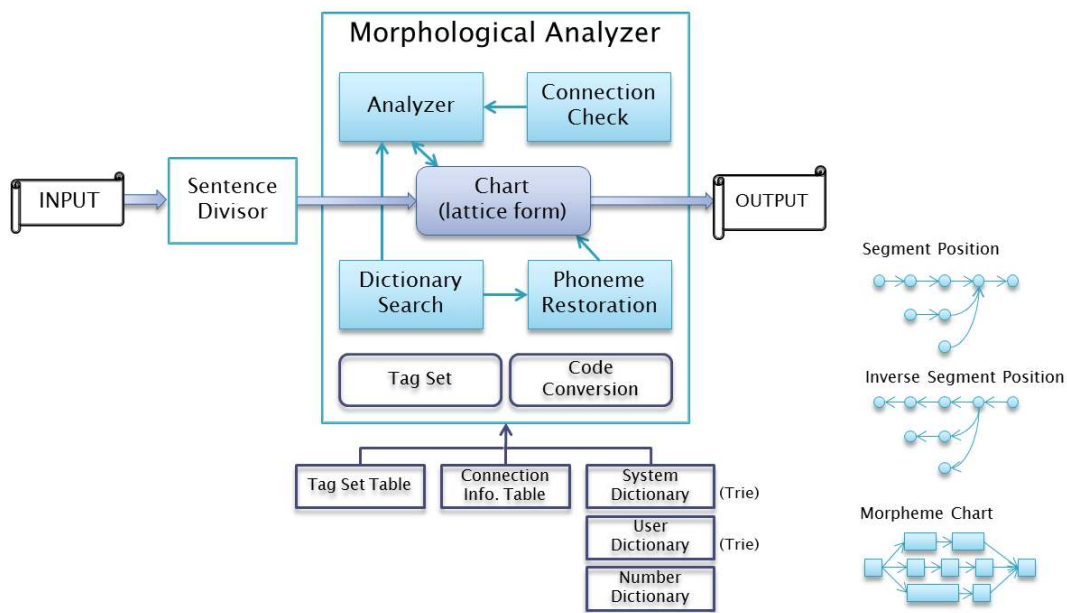 Morphological Analyzer
Analyzer
Connection
Check
INPUT
Sentence
Divisor
Chart
(lattice form)
OUTPUT
Dictionary
Search
Phoneme
Restoration
Tag Set
Code
Conversion
Tag Set Table
Connection
Info. Table
System
Dictionary
(Trie)
User
Dictionary
(Trie)
Number
Dictionary
Segment Position
Inverse Segment Position
Morpheme Chart